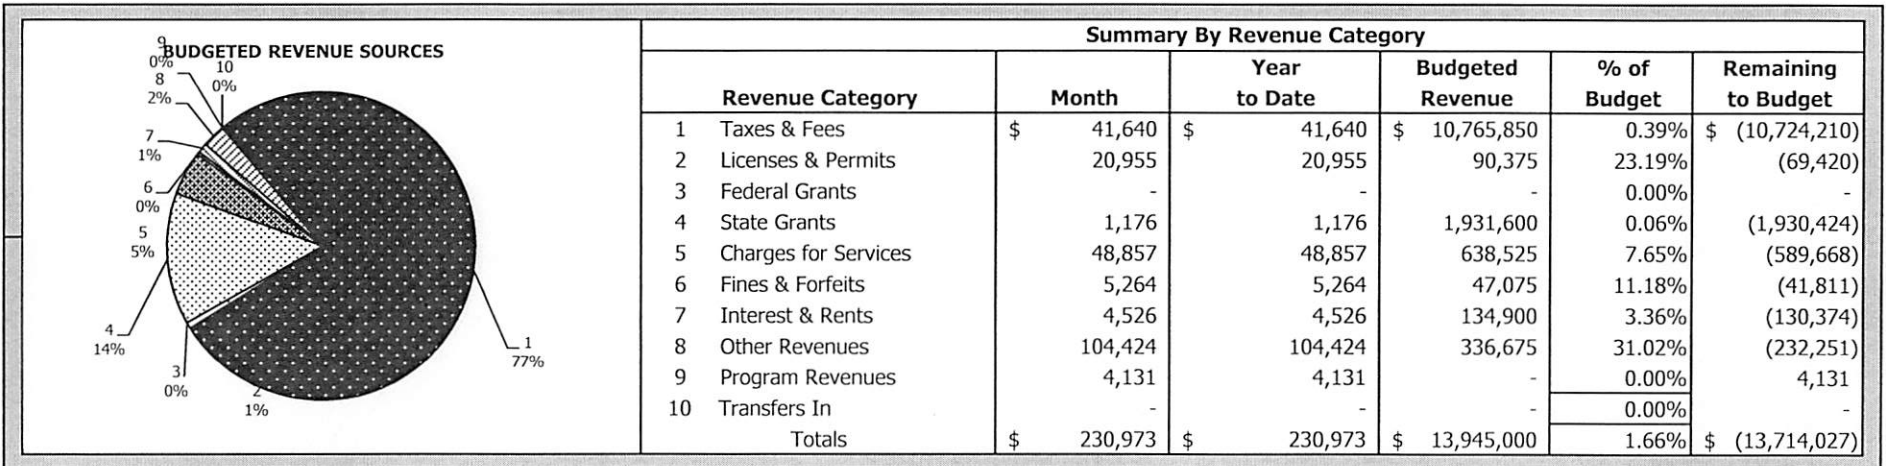 BUDGETED REVENUE SOURCES
9
0%
10
0%
8
2%
7
1%
6
0%
5
5%
4
14%
3
0%
2
1%
1
77%
Summary By Revenue Category
Revenue Category Month Year to Date Budgeted Revenue % of Budget Remaining to Budget
1 Taxes & Fees $ 41,640 $ 41,640 $ 10,765,850 0.39% $ (10,724,210)
2 Licenses & Permits 20,955 20,955 90,375 23.19% (69,420)
3 Federal Grants - - - 0.00% -
4 State Grants 1,176 1,176 1,931,600 0.06% (1,930,424)
5 Charges for Services 48,857 48,857 638,525 7.65% (589,668)
6 Fines & Forfeits 5,264 5,264 47,075 11.18% (41,811)
7 Interest & Rents 4,526 4,526 134,900 3.36% (130,374)
8 Other Revenues 104,424 104,424 336,675 31.02% (232,251)
9 Program Revenues 4,131 4,131 - 0.00% 4,131
10 Transfers In - - - 0.00% -
Totals $ 230,973 $ 230,973 $ 13,945,000 1.66% $ (13,714,027)